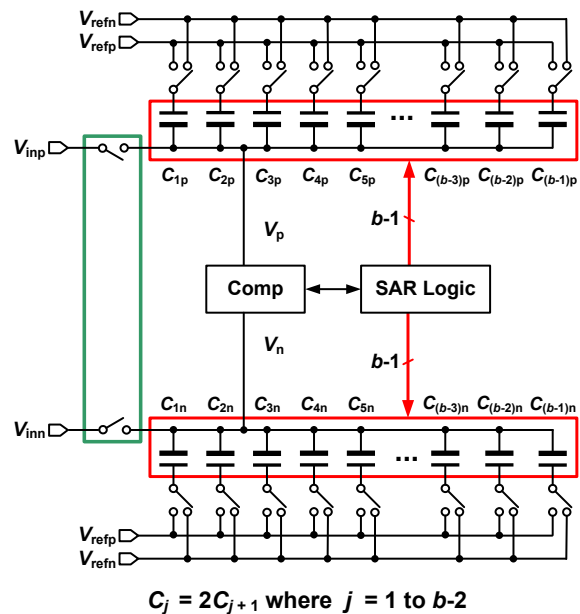 Vrefn
Vrefp
Vinp
C1p C2p C3p C4p C5p ... C(b-3)p C(b-2)p C(b-1)p
Vp
b-1
Comp
SAR Logic
Vn
b-1
C1n C2n C3n C4n C5n C(b-3)n C(b-2)n C(b-1)n
Vinn
...
Vrefp
Vrefn
Cj = 2Cj + 1 where j = 1 to b-2